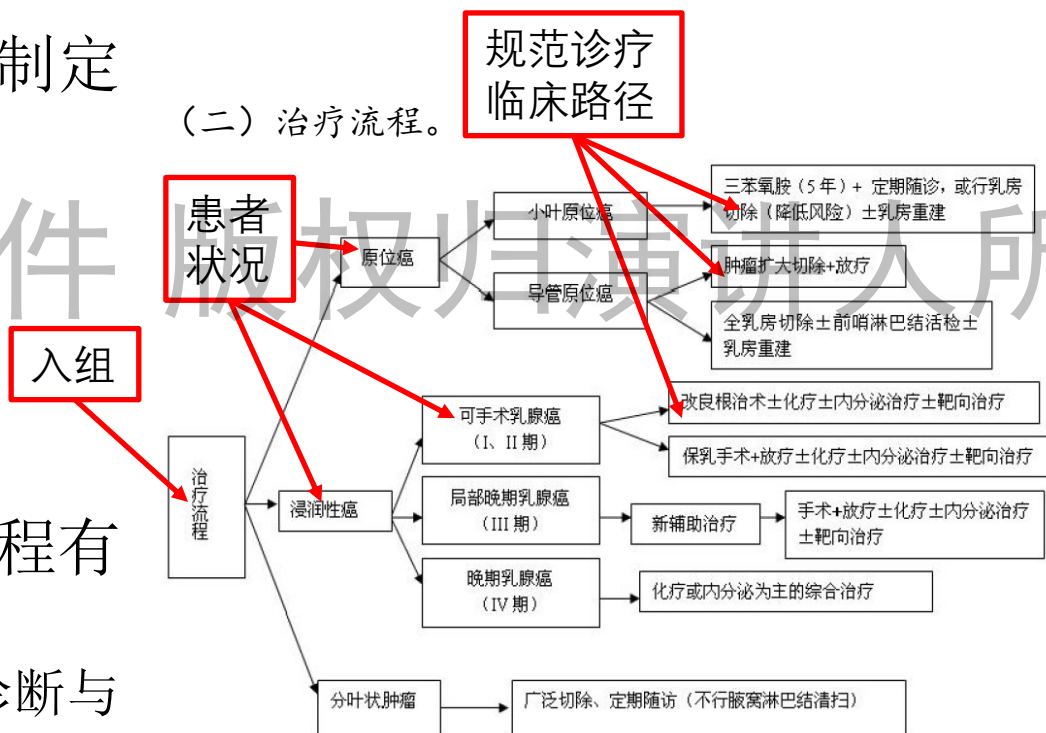 制定
规范诊疗
临床路径
（二）治疗流程。
患者
状况
件 版权归演讲人所
三苯氧胺（5年）+ 定期随诊，或行乳房
切除（降低风险）±乳房重建
小叶原位癌
原位癌
肿瘤扩大切除+放疗
导管原位癌
全乳房切除±前哨淋巴结活检±
乳房重建
入组
可手术乳腺癌
（I、II期）
改良根治术±化疗±内分泌治疗±靶向治疗
保乳手术+放疗±化疗±内分泌治疗±靶向治疗
治疗流程
浸润性癌
局部晚期乳腺癌
（III期）
新辅助治疗
手术+放疗±化疗±内分泌治疗
±靶向治疗
程有
晚期乳腺癌
（IV期）
化疗或内分泌为主的综合治疗
诊断与
分叶状肿瘤
广泛切除、定期随访（不行腋窝淋巴结清扫）